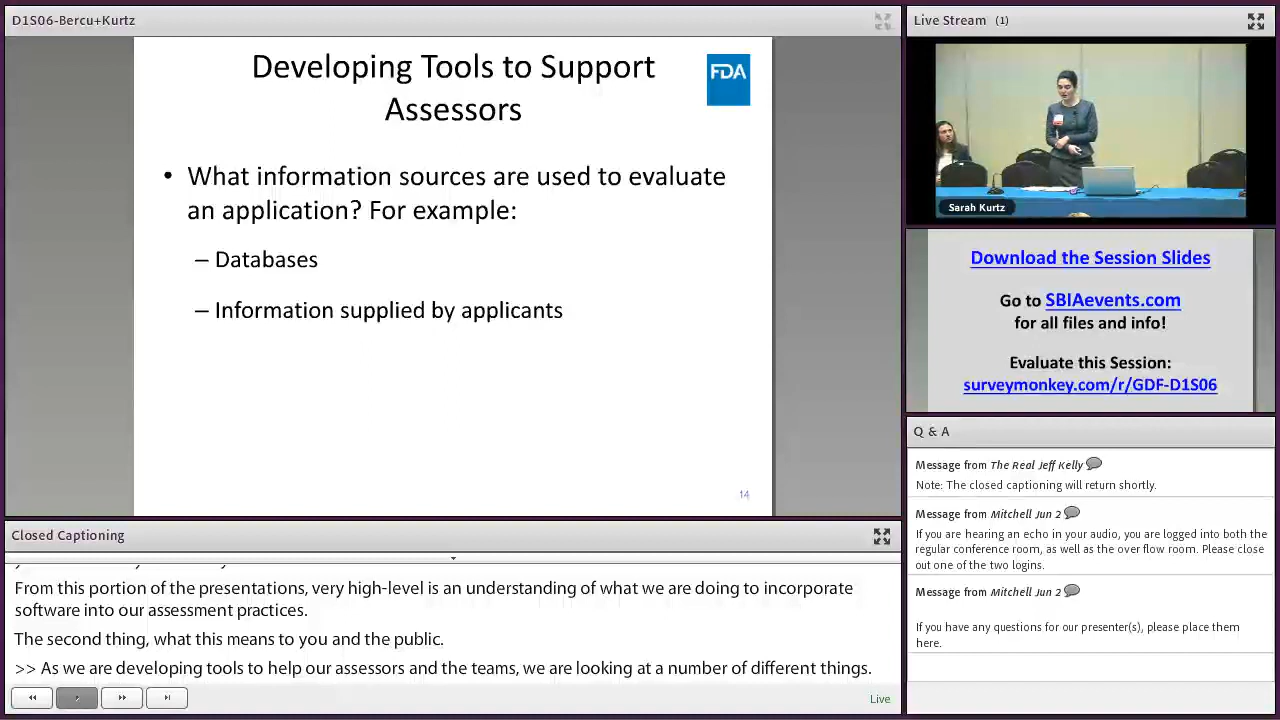 D1S06-Bercu+Kurtz
Developing Tools to Support
Assessors
FDA
• What information sources are used to evaluate
an application? For example:
– Databases
– Information supplied by applicants
14
Closed Captioning
From this portion of the presentations, very high-level is an understanding of what we are doing to incorporate
software into our assessment practices.
The second thing, what this means to you and the public.
>> As we are developing tools to help our assessors and the teams, we are looking at a number of different things.
Live
Live Stream (1)
Sarah Kurtz
Download the Session Slides
Go to SBIAevents.com
for all files and info!
Evaluate this Session:
surveymonkey.com/r/GDF-D1S06
Q & A
Message from The Real Jeff Kelly
Note: The closed captioning will return shortly.
Message from Mitchell Jun 2
If you are hearing an echo in your audio, you are logged into both the
regular conference room, as well as the over flow room. Please close
out one of the two logins.
Message from Mitchell Jun 2
If you have any questions for our presenter(s), please place them
here.